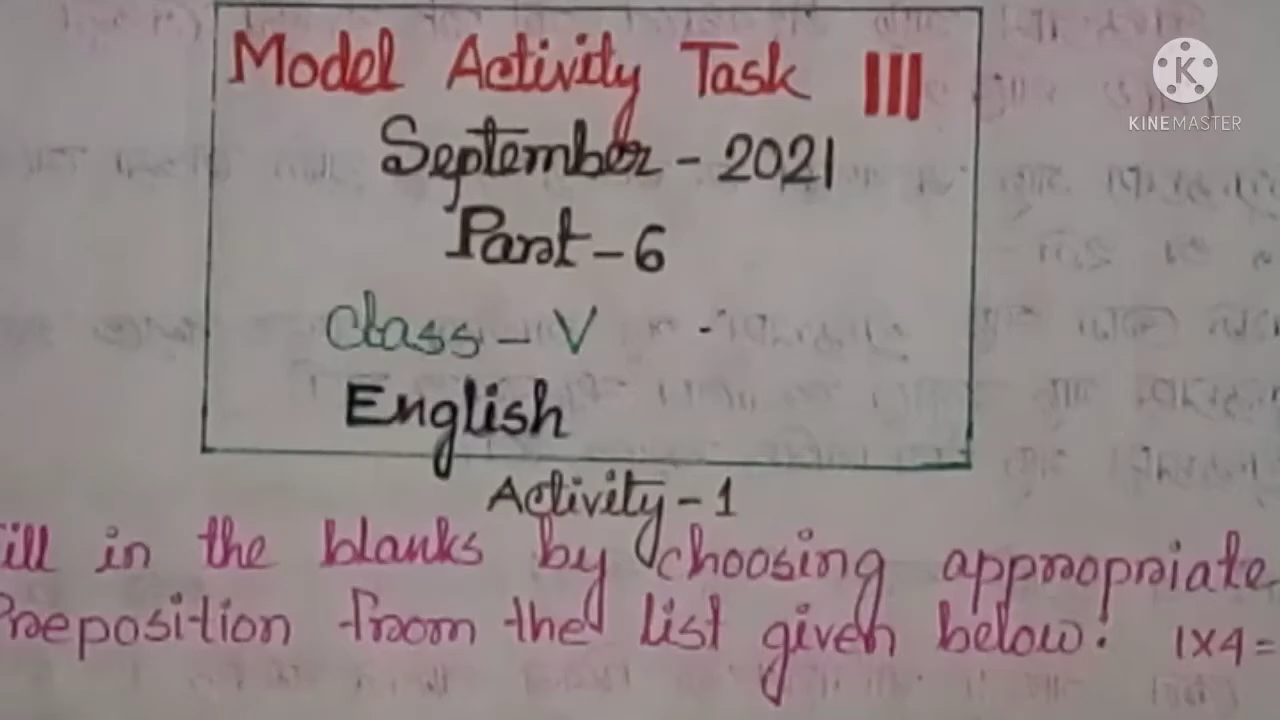 Model Activity Task III
September - 2021
Part - 6
Class - V
English
Activity - 1
ill in the blanks by choosing appropriate
Preposition from the list given below: 1x4=
K
KINEMASTER